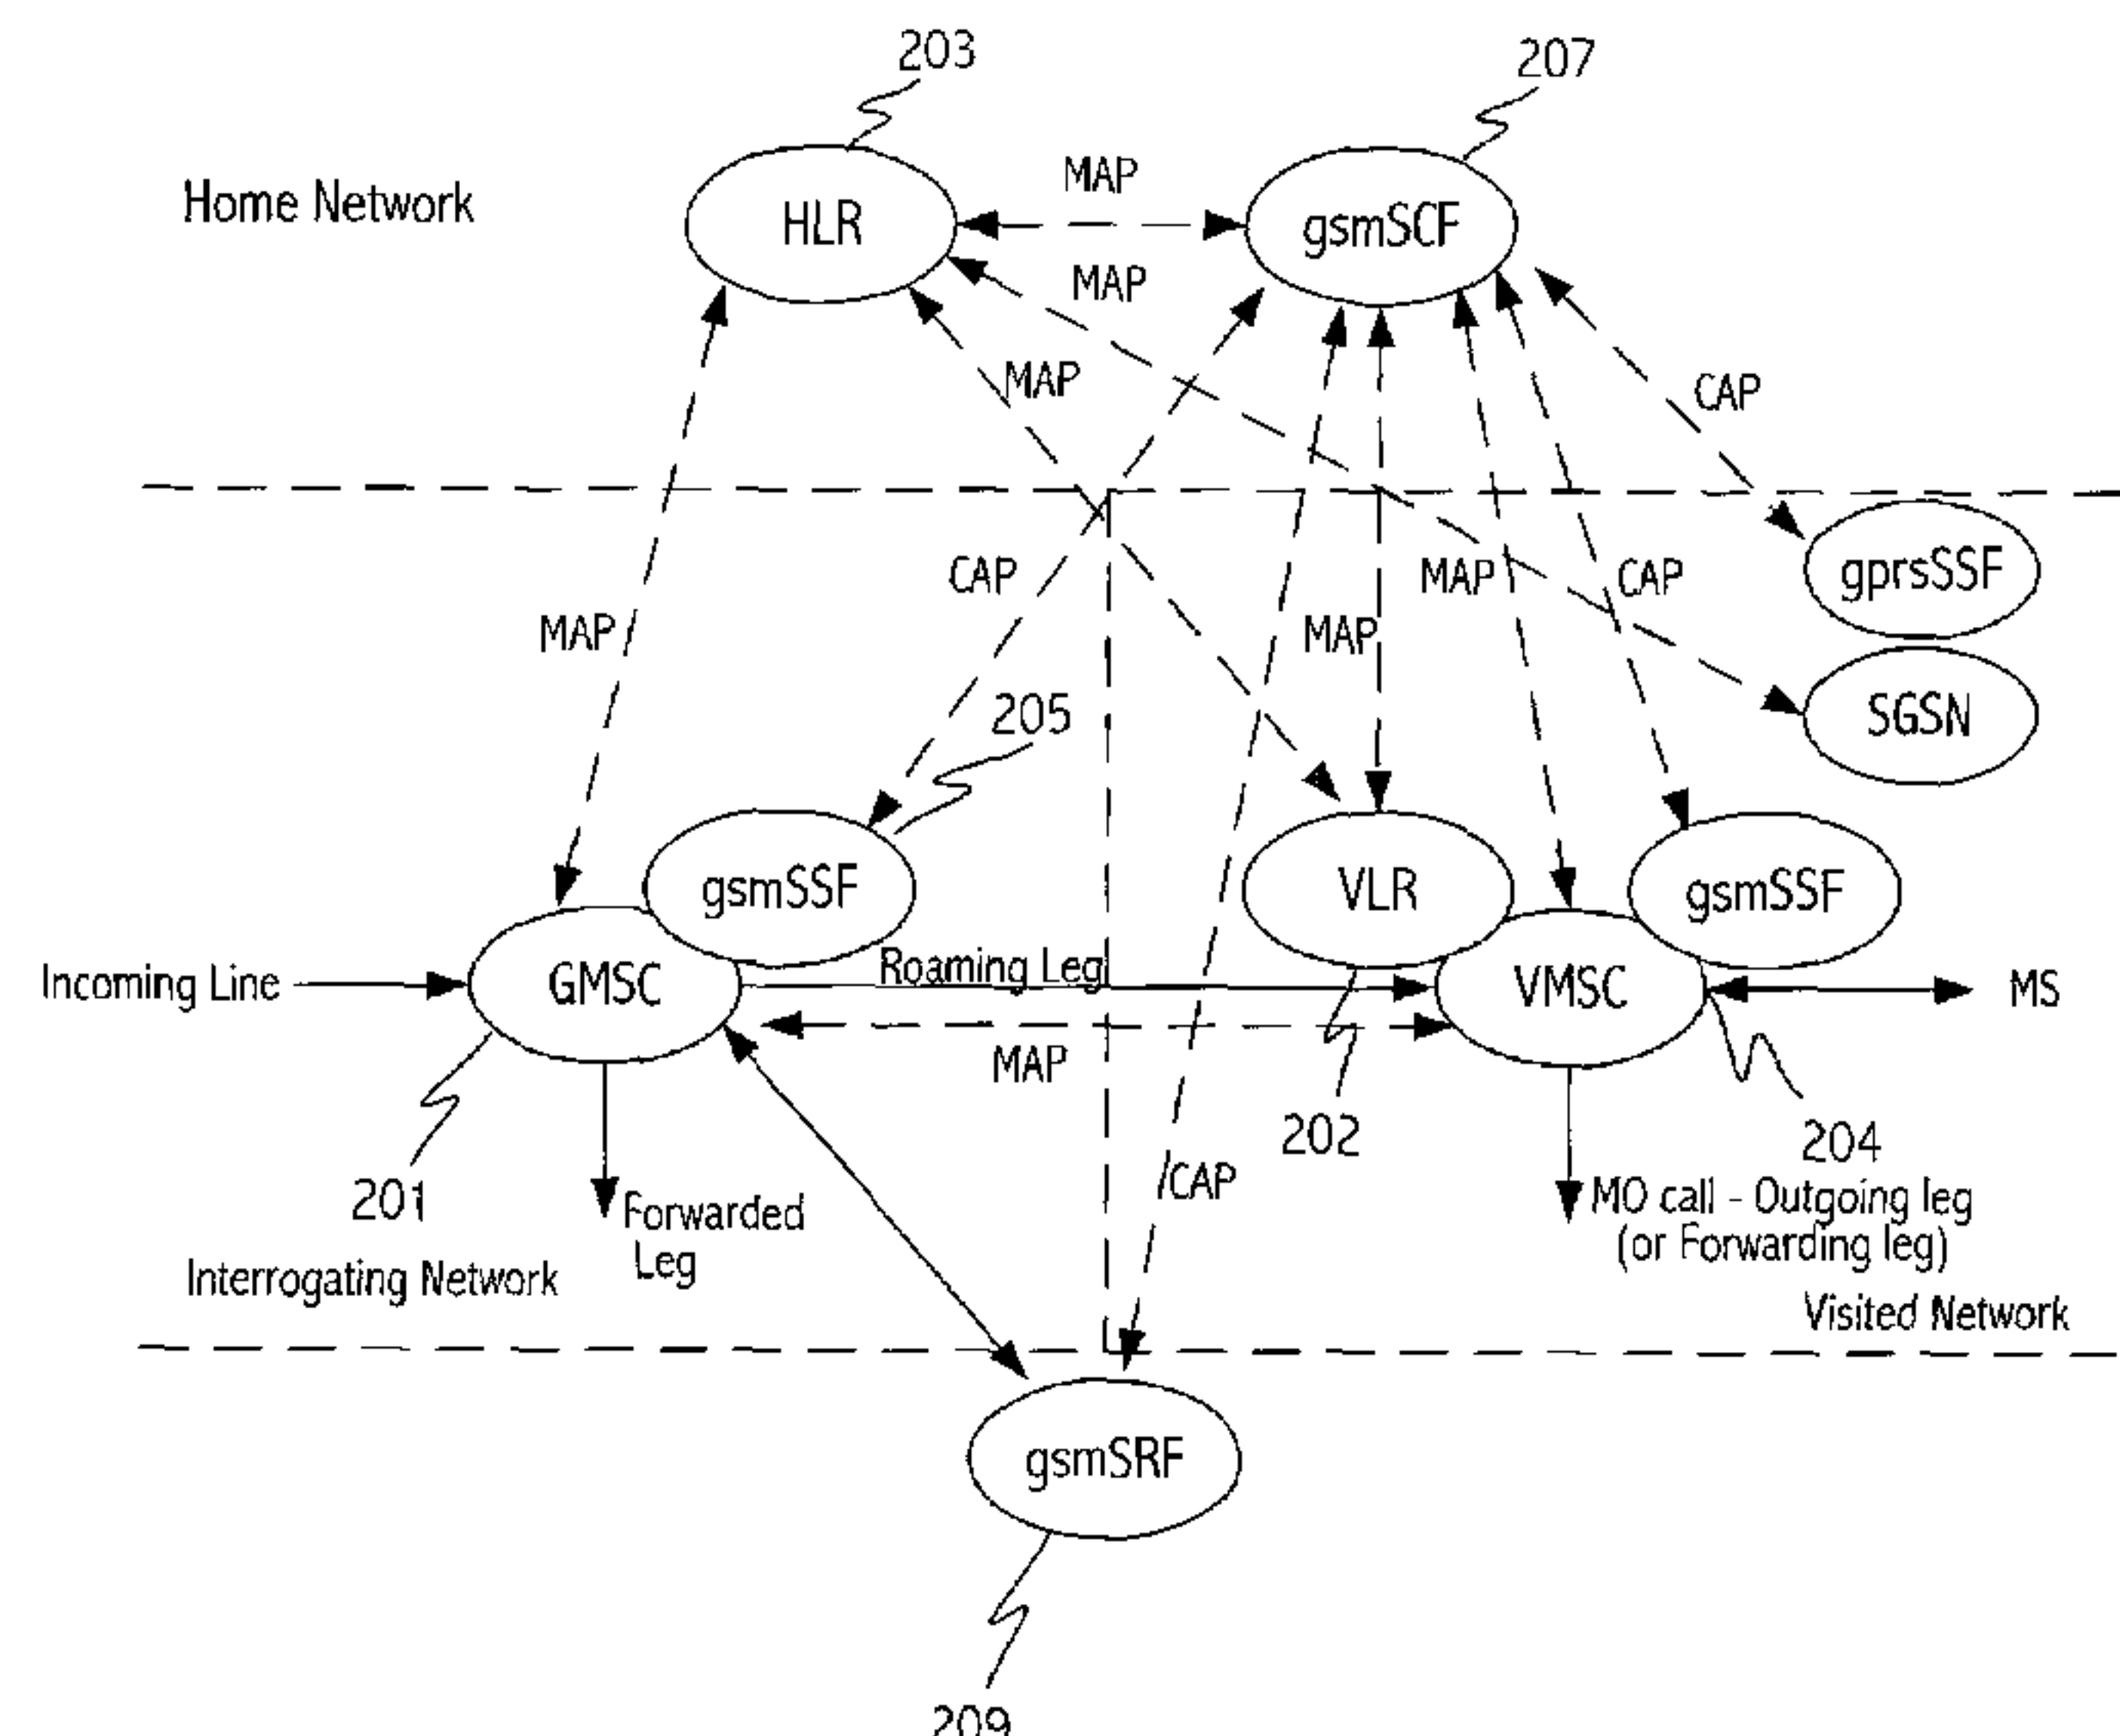 203
207
Home Network
HLR
MAP
gsmSCF
MAP
MAP
CAP
CAP
MAP
CAP
gprsSSF
MAP
MAP
205
SGSN
gsmSSF
VLR
gsmSSF
Incoming Line
GMSC
Roaming Leg
VMSC
MS
MAP
202
204
201
CAP
Forwarded
Leg
MO call - Outgoing leg
(or Forwarding leg)
Interrogating Network
Visited Network
gsmSRF
209